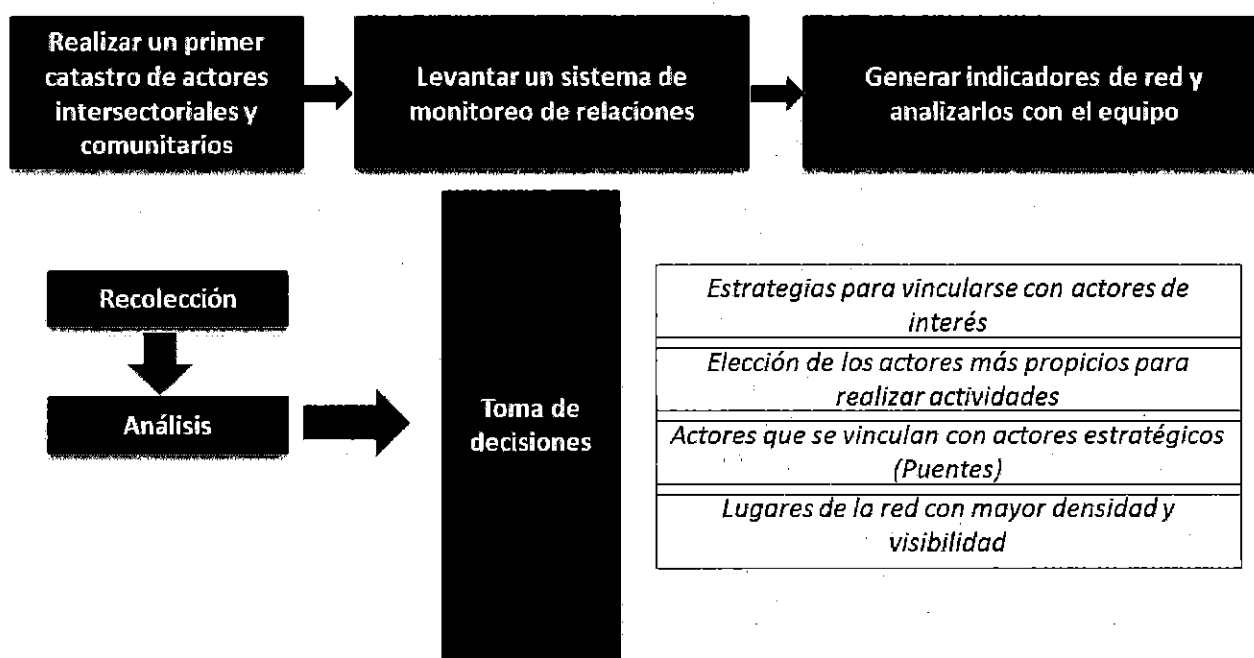 Realizar un primer
catastro de actores
intersectoriales y
comunitarios
Levantar un sistema de
monitoreo de relaciones
Generar indicadores de red y
analizarlos con el equipo
Recolección
Análisis
Toma de
decisiones
Estrategias para vincularse con actores de
interés
Elección de los actores más propicios para
realizar actividades
Actores que se vinculan con actores estratégicos
(Puentes)
Lugares de la red con mayor densidad y
visibilidad